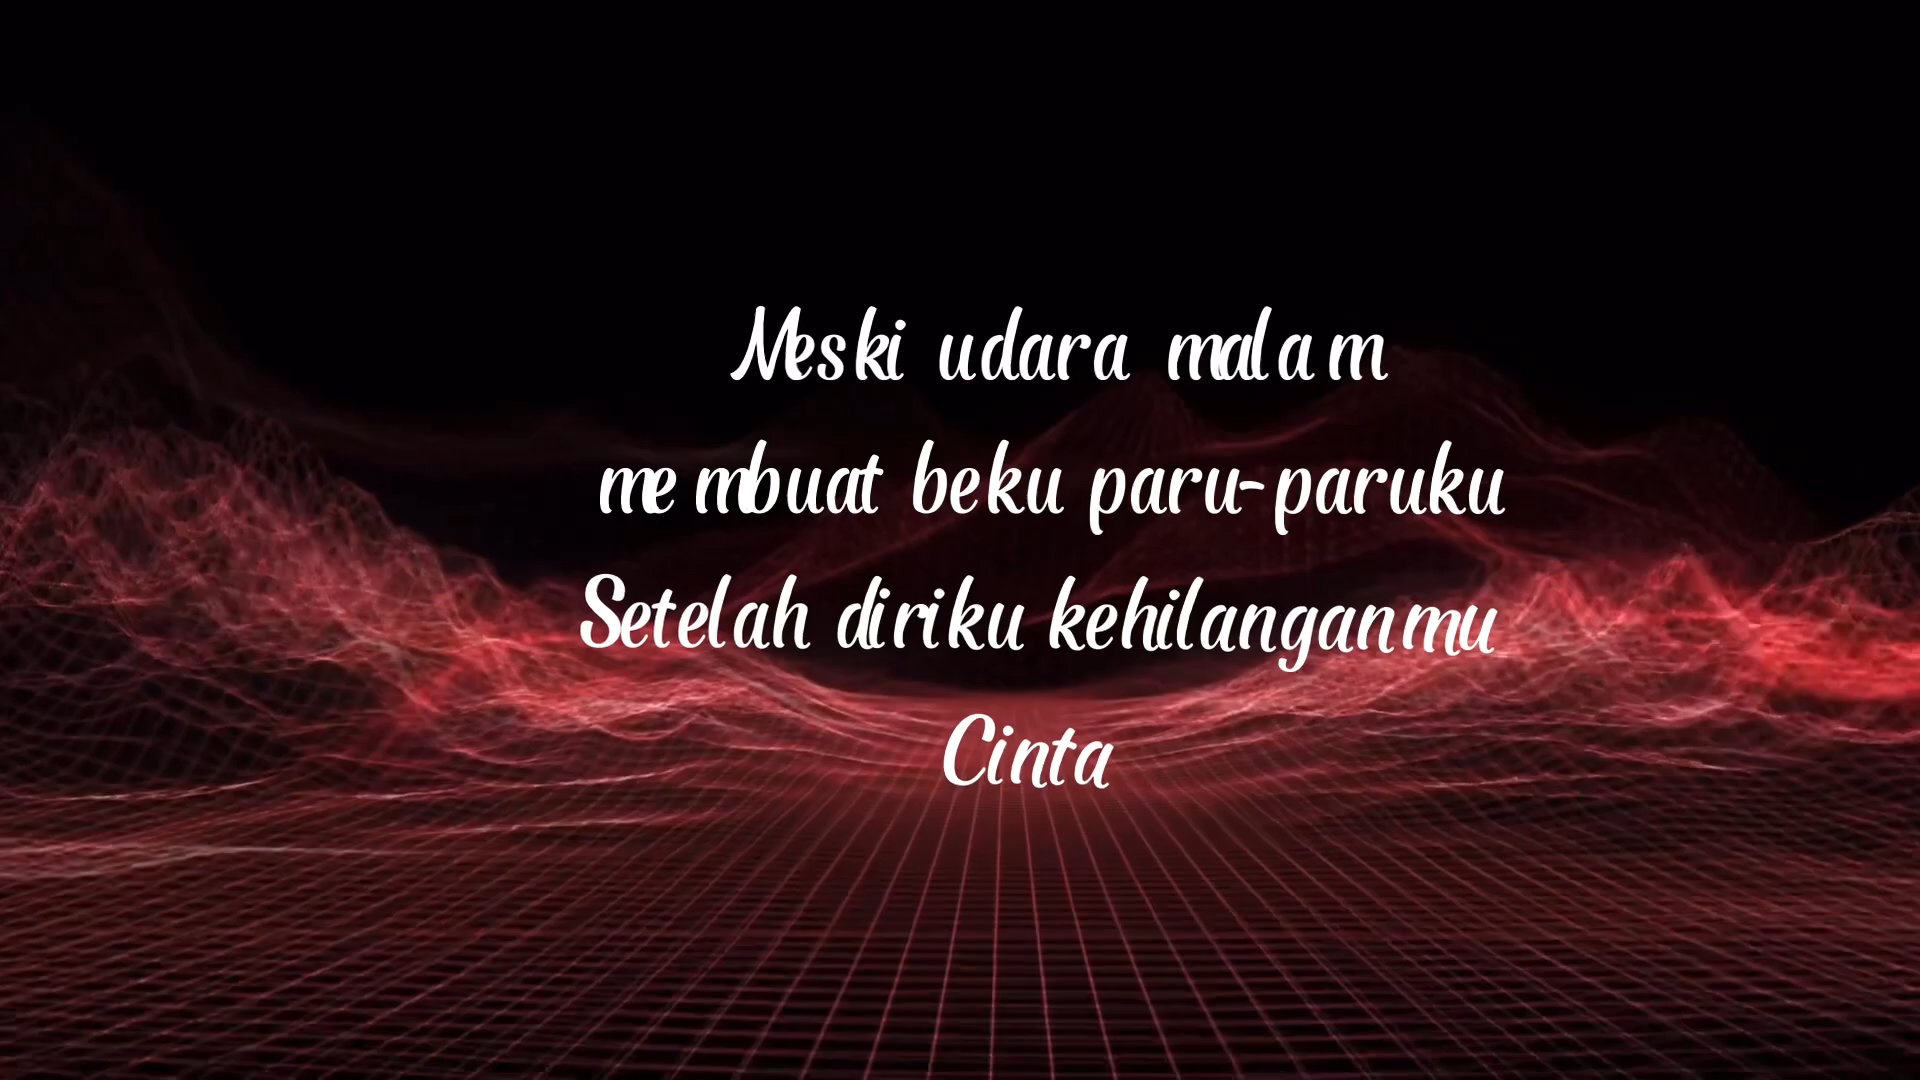 Meski udara malam
membuat beku paru-paruku
Setelah diriku kehilanganmu
Cinta